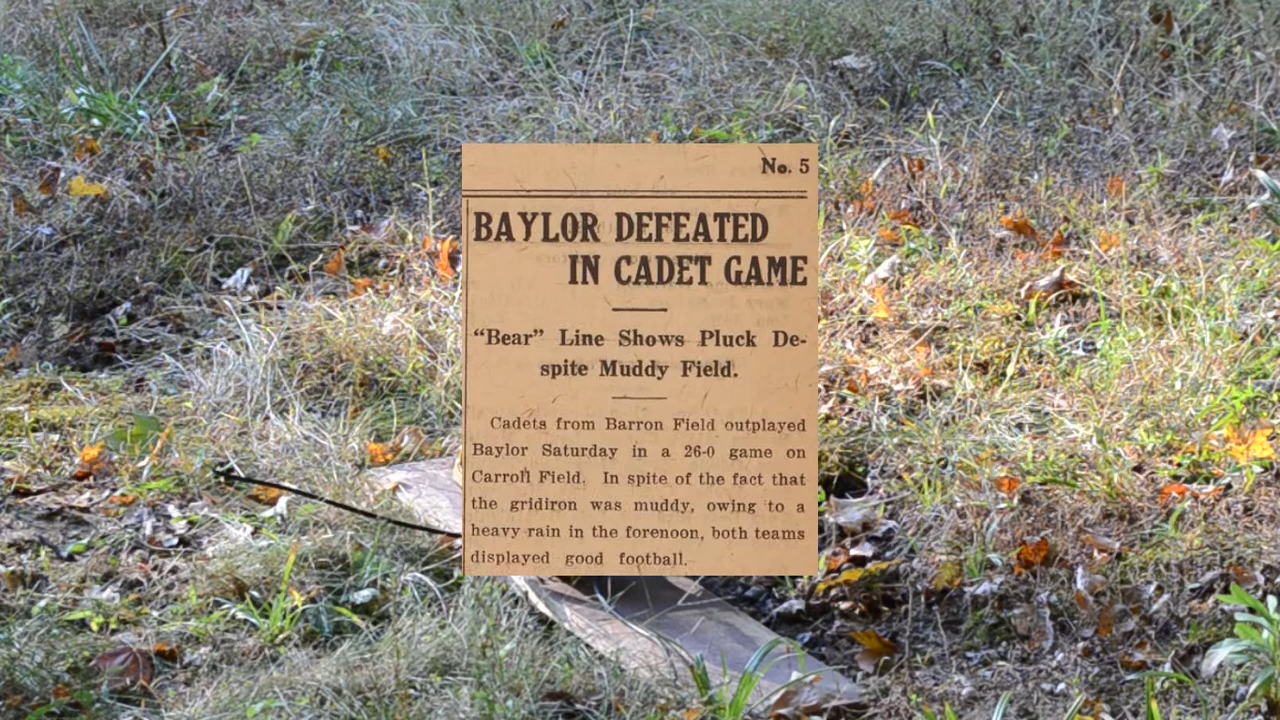 No. 5
BAYLOR DEFEATED
IN CADET GAME
"Bear" Line Shows Pluck De-
spite Muddy Field.
Cadets from Barron Field outplayed
Baylor Saturday in a 26-0 game on
Carroll Field. In spite of the fact that
the gridiron was muddy, owing to a
heavy rain in the forenoon, both teams
displayed good football.